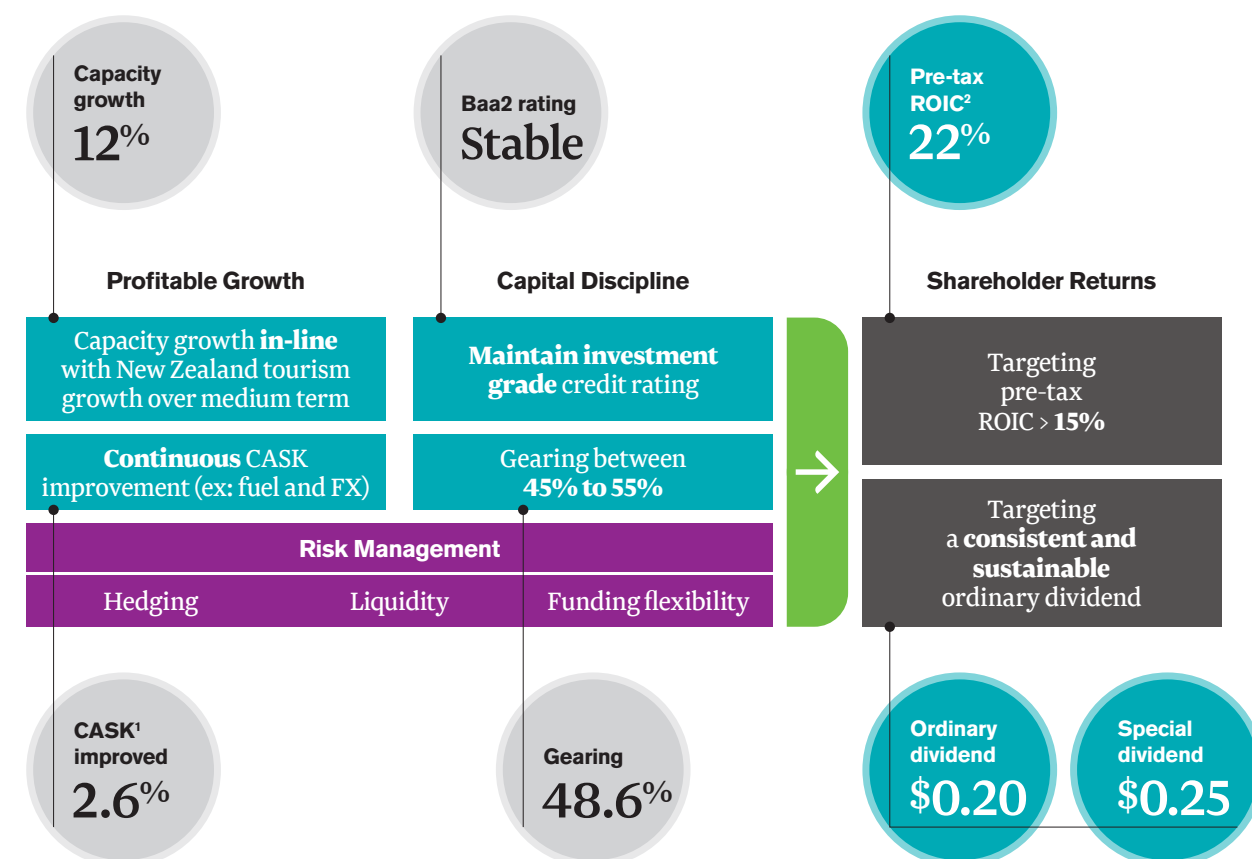 Capacity
growth
12%
Baa2 rating
Stable
Pre-tax
ROIC²
22%
Profitable Growth
Capital Discipline
Shareholder Returns
Capacity growth in-line
with New Zealand tourism
growth over medium term
Maintain investment
grade credit rating
Targeting
pre-tax
ROIC > 15%
Continuous CASK
improvement (ex: fuel and FX)
Gearing between
45% to 55%
Targeting
a consistent and
sustainable
ordinary dividend
Risk Management
Hedging
Liquidity
Funding flexibility
CASK¹
improved
2.6%
Gearing
48.6%
Ordinary
dividend
$0.20
Special
dividend
$0.25